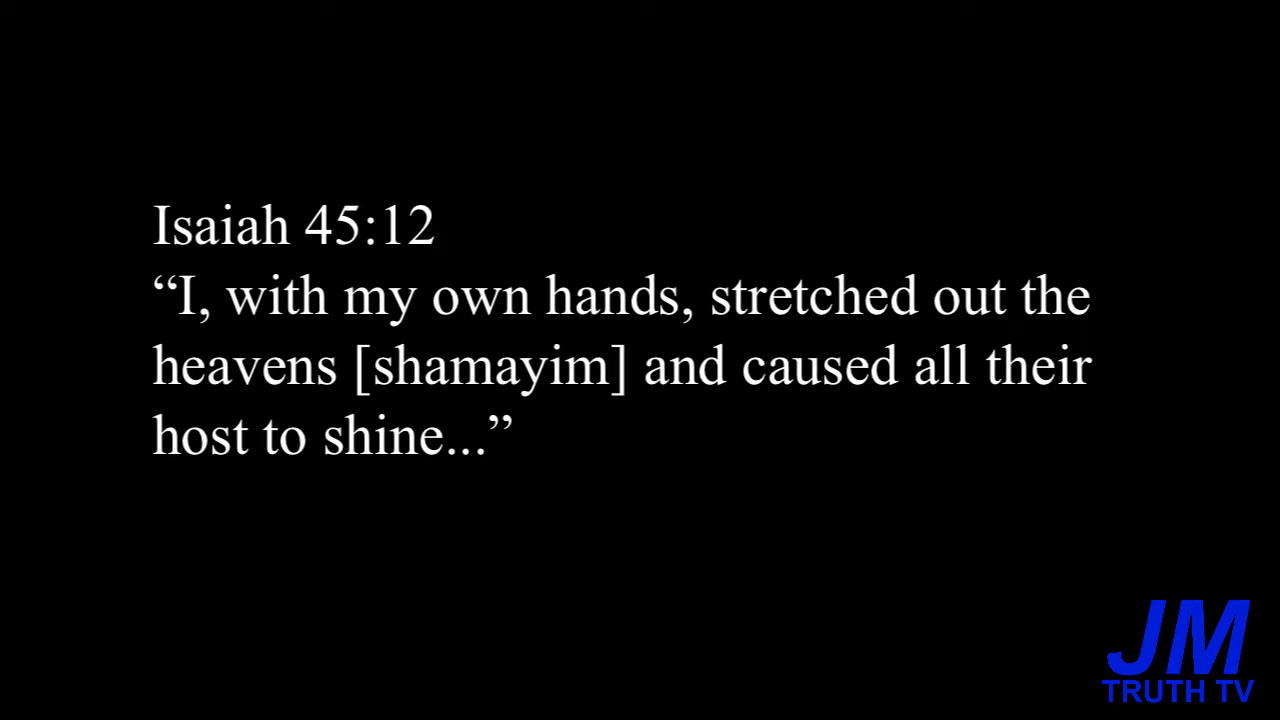 Isaiah 45:12
“I, with my own hands, stretched out the
heavens [shamayim] and caused all their
host to shine...”
JM
TRUTH TV